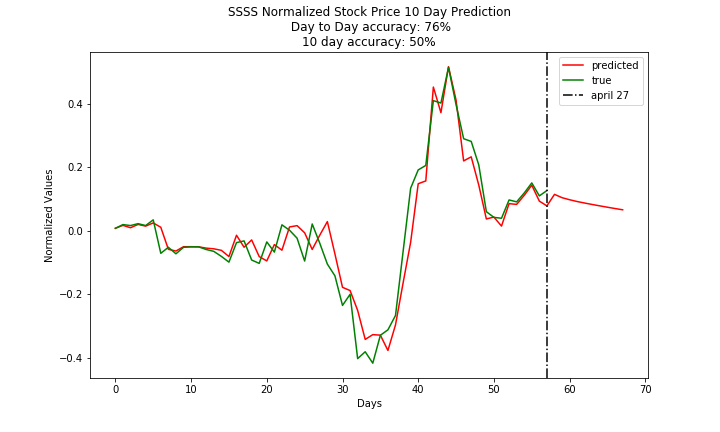 SSSS Normalized Stock Price 10 Day Prediction
Day to Day accuracy: 76%
10 day accuracy: 50%
predicted
true
april 27
Normalized Values
0.4
0.2
0.0
−0.2
−0.4
0 10 20 30 40 50 60 70
Days